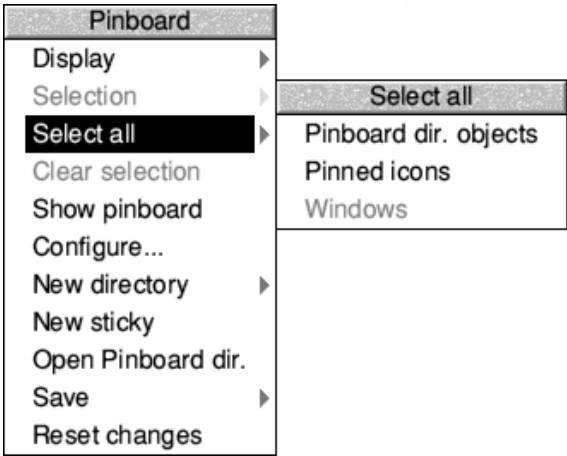 Pinboard
Display
Selection
Select all
Clear selection
Show pinboard
Configure...
New directory
New sticky
Open Pinboard dir.
Save
Reset changes
Select all
Pinboard dir. objects
Pinned icons
Windows